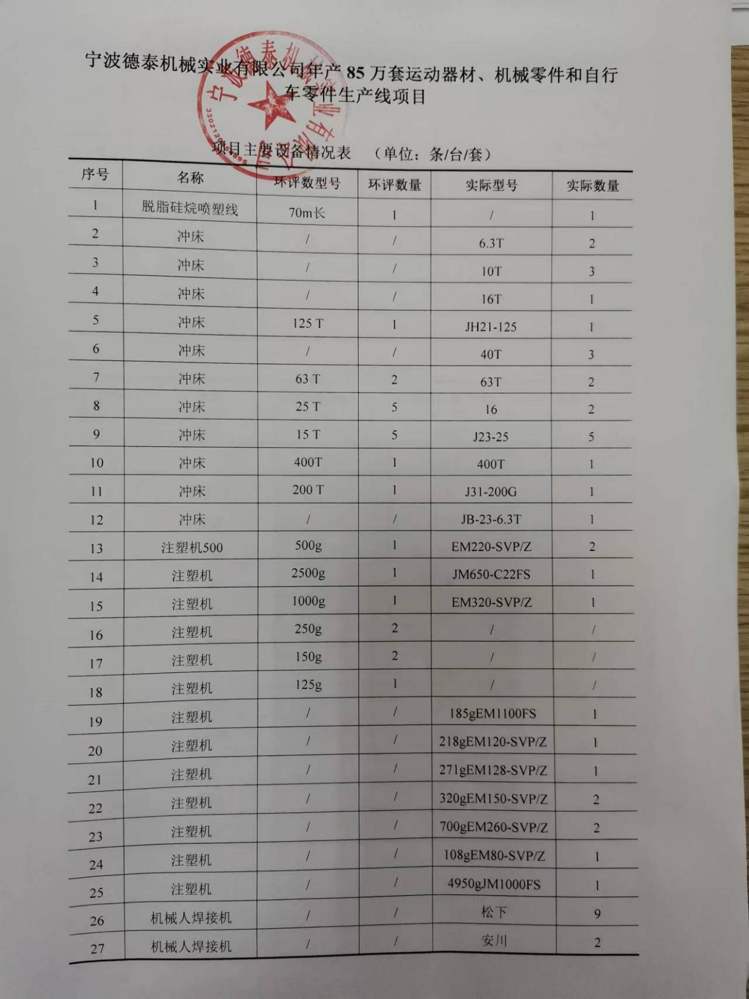 宁波德泰机械实业有限公司年产 85 万套运动器材、机械零件和自行
车零件生产线项目
宁波德泰机械实业有限公司
项目主要设备情况表 （单位：条/台/套）
序号 名称 环评数型号 环评数量 实际型号 实际数量
1 脱脂硅烷喷塑线 70m长 1 / 1
2 冲床 / / 6.3T 2
3 冲床 / / 10T 3
4 冲床 / / 16T 1
5 冲床 125 T 1 JH21-125 1
6 冲床 / / 40T 3
7 冲床 63 T 2 63T 2
8 冲床 25 T 5 16 2
9 冲床 15 T 5 J23-25 5
10 冲床 400T 1 400T 1
11 冲床 200 T 1 J31-200G 1
12 冲床 / / JB-23-6.3T 1
13 注塑机500 500g 1 EM220-SVP/Z 2
14 注塑机 2500g 1 JM650-C22FS 1
15 注塑机 1000g 1 EM320-SVP/Z 1
16 注塑机 250g 2 / /
17 注塑机 150g 2 / /
18 注塑机 125g 1 / /
19 注塑机 / / 185gEM1100FS 1
20 注塑机 / / 218gEM120-SVP/Z 1
21 注塑机 / / 271gEM128-SVP/Z 1
22 注塑机 / / 320gEM150-SVP/Z 2
23 注塑机 / / 700gEM260-SVP/Z 2
24 注塑机 / / 108gEM80-SVP/Z 1
25 注塑机 / / 4950gJM1000FS 1
26 机械人焊接机 / / 松下 9
27 机械人焊接机 / / 安川 2